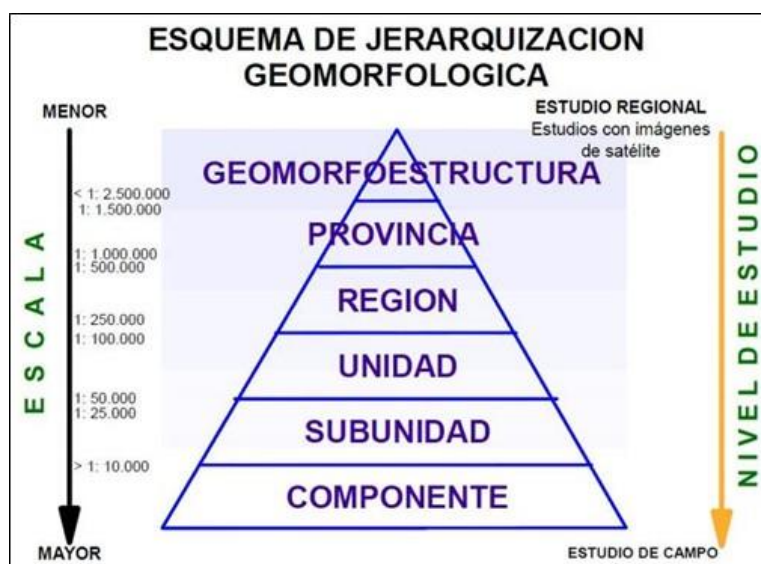 ESQUEMA DE JERARQUIZACION
GEOMORFOLOGICA
MENOR
ESTUDIO REGIONAL
Estudios con imágenes
de satélite
GEOMORFOESTRUCTURA
< 1: 2.500.000
1: 1.500.000
PROVINCIA
1: 1.000.000
1: 500.000
REGION
1: 250.000
1: 100.000
UNIDAD
1: 50.000
1: 25.000
SUBUNIDAD
> 1: 10.000
COMPONENTE
MAYOR
ESTUDIO DE CAMPO
ESCALA
NIVEL DE ESTUDIO